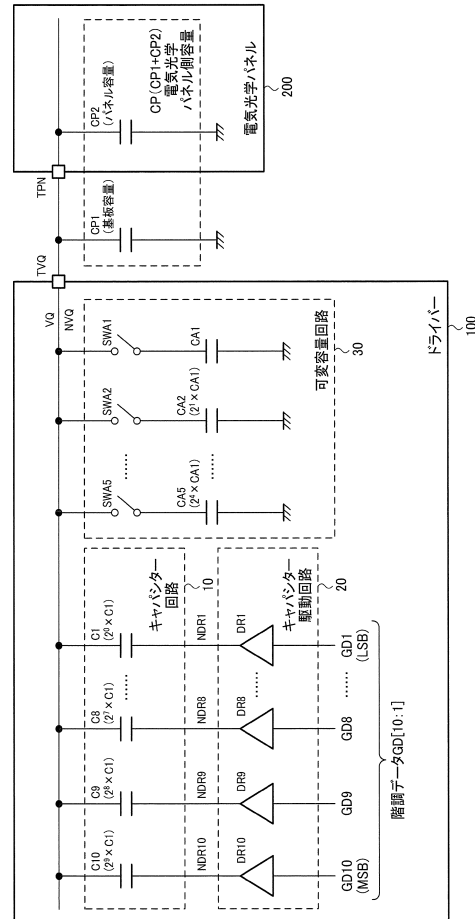 VQ
NVQ
TVQ
TPN
C10
(2⁹×C1)
C9
(2⁸×C1)
C8
(2⁷×C1)
……
C1
(2⁰×C1)
キャパシター
回路
10
NDR10
NDR9
NDR8
NDR1
DR10
DR9
DR8
……
DR1
キャパシター
駆動回路
20
GD10
(MSB)
GD9
GD8
……
GD1
(LSB)
階調データGD[10:1]
SWA5
……
SWA2
SWA1
CA5
(2⁴×CA1)
……
CA2
(2¹×CA1)
CA1
可変容量回路
30
ドライバー
100
CP1
(基板容量)
CP2
(パネル容量)
CP(CP1+CP2)
電気光学
パネル側容量
電気光学パネル
200